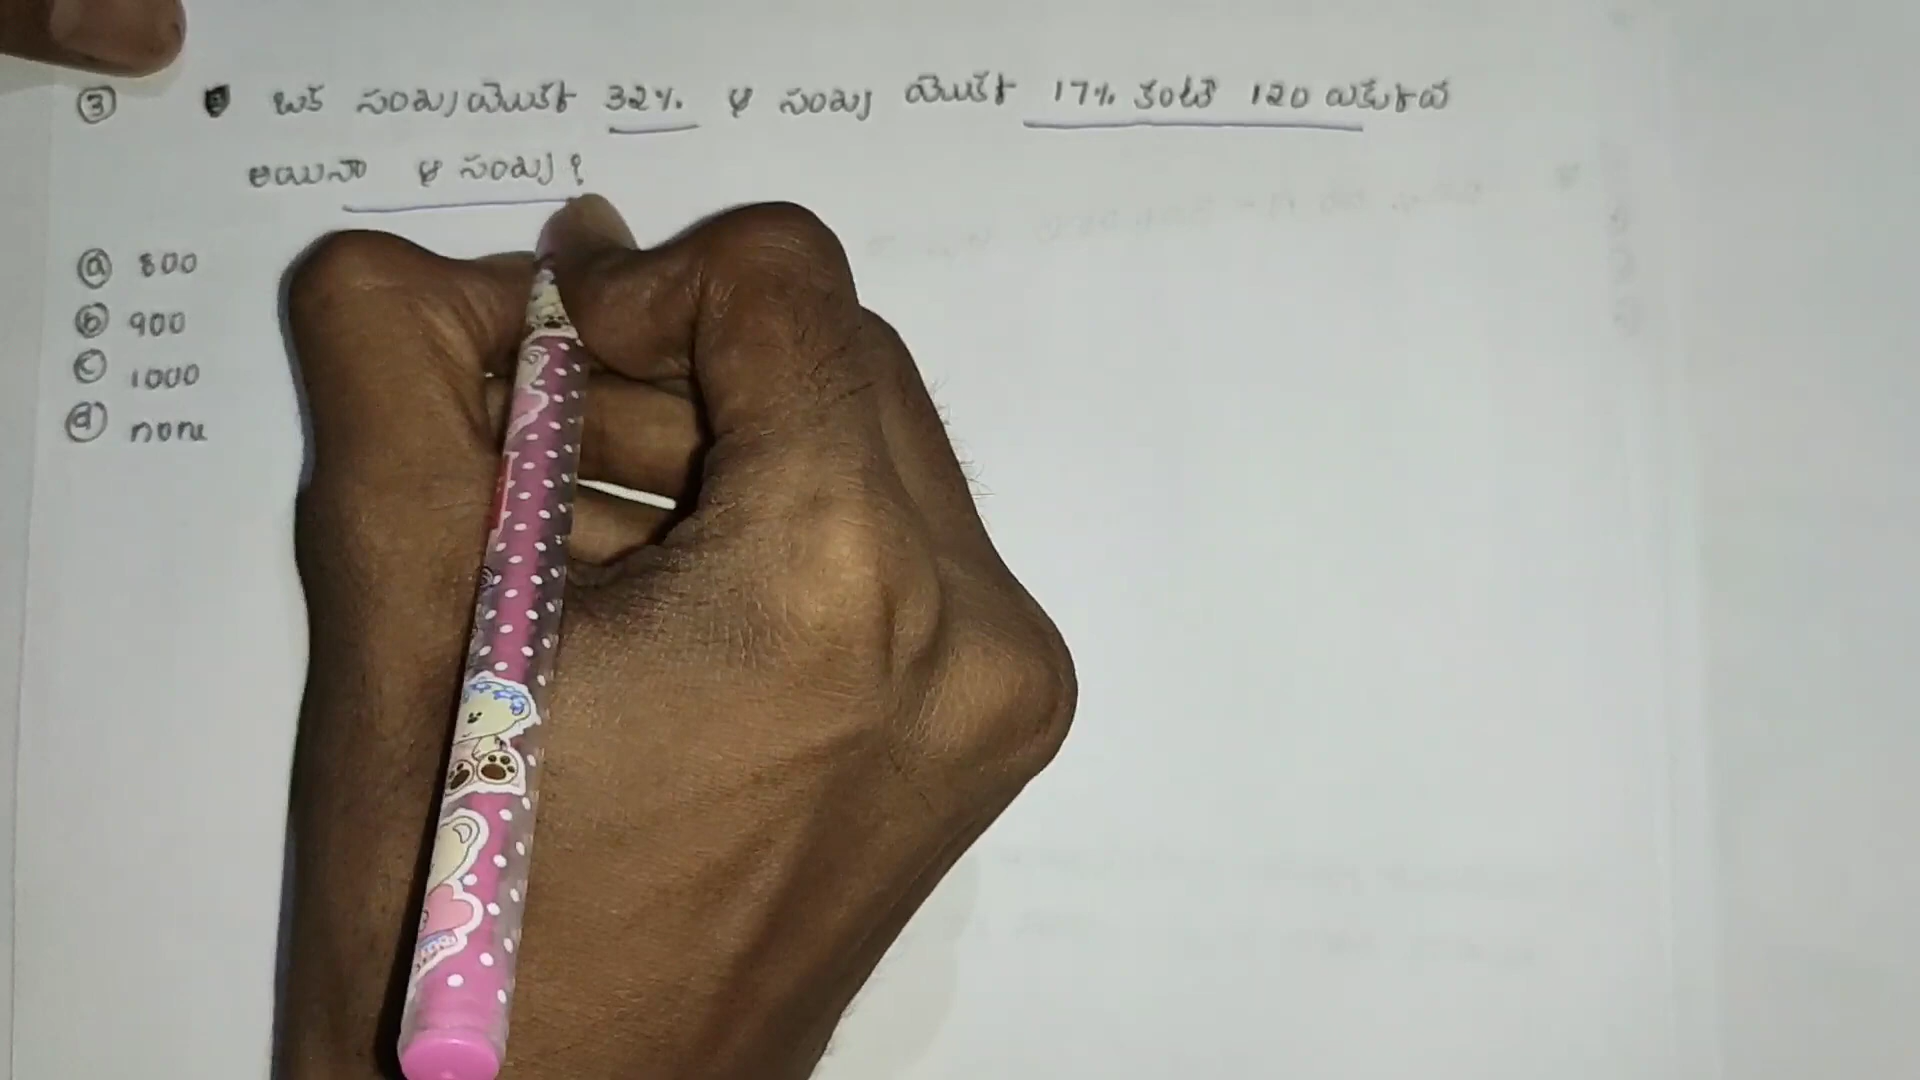 ③ ఒక సంఖ్య యొక్క 32% ఆ సంఖ్య యొక్క 17% కంటే 120 ఎక్కువ
అయినా ఆ సంఖ్య ?
ⓐ 800
ⓑ 900
ⓒ 1000
ⓓ none